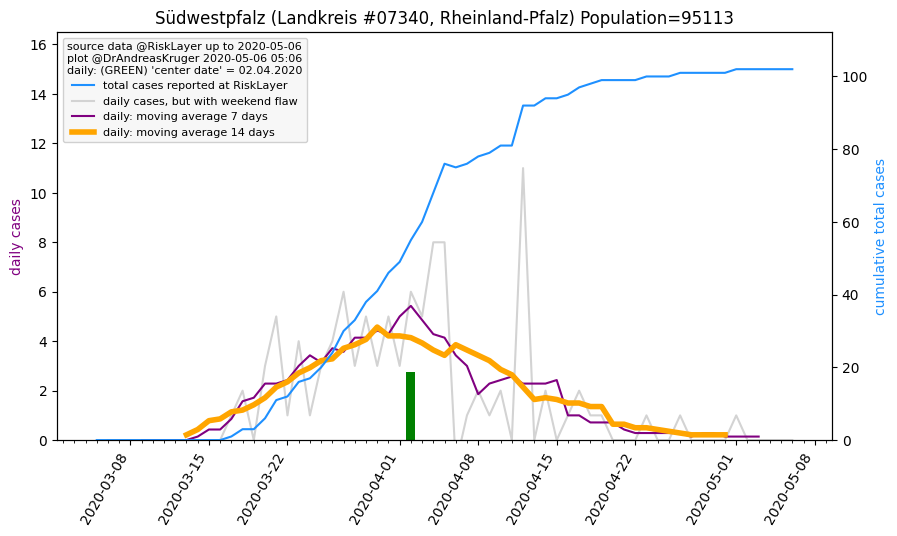 Südwestpfalz (Landkreis #07340, Rheinland-Pfalz) Population=95113
source data @RiskLayer up to 2020-05-06
plot @DrAndreasKruger 2020-05-06 05:06
daily: (GREEN) 'center date' = 02.04.2020
total cases reported at RiskLayer
daily cases, but with weekend flaw
daily: moving average 7 days
daily: moving average 14 days
daily cases
16
14
12
10
8
6
4
2
0
cumulative total cases
100
80
60
40
20
0
2020-03-08
2020-03-15
2020-03-22
2020-04-01
2020-04-08
2020-04-15
2020-04-22
2020-05-01
2020-05-08